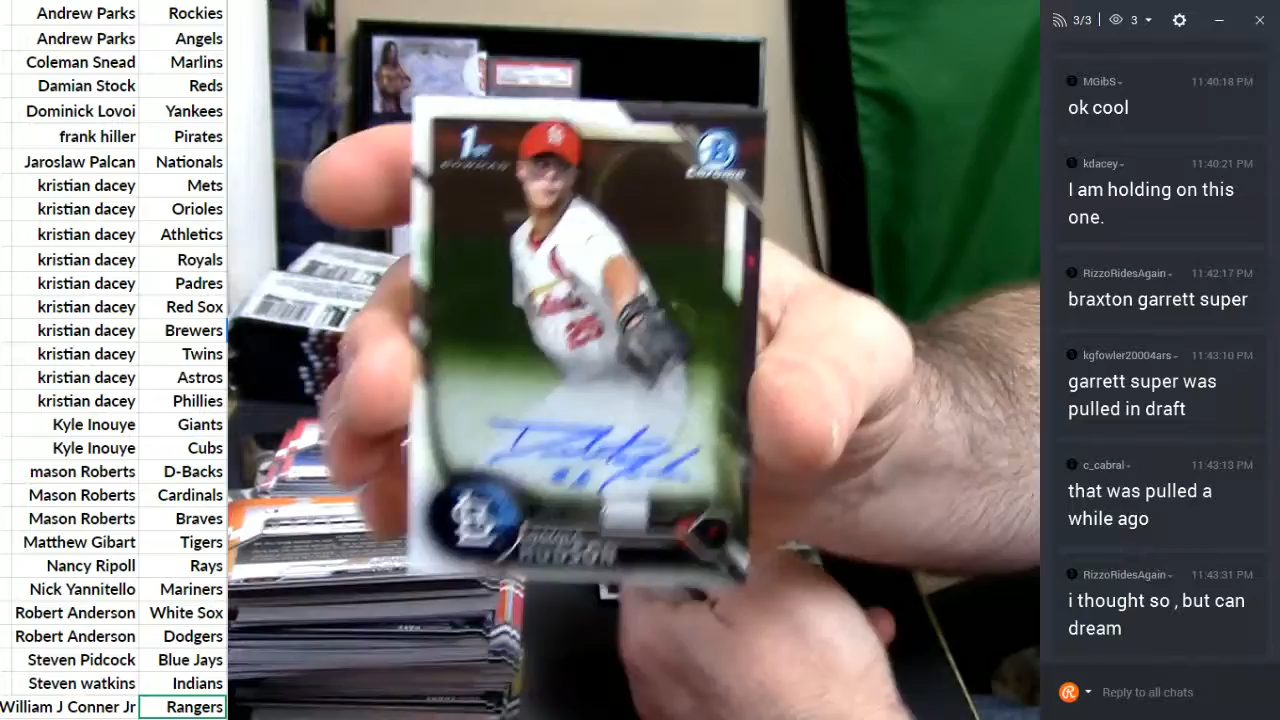 Andrew Parks Rockies
Andrew Parks Angels
Coleman Snead Marlins
Damian Stock Reds
Dominick Lovoi Yankees
frank hiller Pirates
Jaroslaw Palcan Nationals
kristian dacey Mets
kristian dacey Orioles
kristian dacey Athletics
kristian dacey Royals
kristian dacey Padres
kristian dacey Red Sox
kristian dacey Brewers
kristian dacey Twins
kristian dacey Astros
kristian dacey Phillies
Kyle Inouye Giants
Kyle Inouye Cubs
mason Roberts D-Backs
Mason Roberts Cardinals
Mason Roberts Braves
Matthew Gibart Tigers
Nancy Ripoll Rays
Nick Yannitello Mariners
Robert Anderson White Sox
Robert Anderson Dodgers
Steven Pidcock Blue Jays
Steven watkins Indians
William J Conner Jr Rangers
1st
BOWMAN
B
Chrome
25
HUDSON
3/3 3
MGibS 11:40:18 PM
ok cool
kdacey 11:40:21 PM
I am holding on this
one.
RizzoRidesAgain 11:42:17 PM
braxton garrett super
kgfowler20004ars 11:43:10 PM
garrett super was
pulled in draft
c_cabral 11:43:13 PM
that was pulled a
while ago
RizzoRidesAgain 11:43:31 PM
i thought so , but can
dream
Reply to all chats